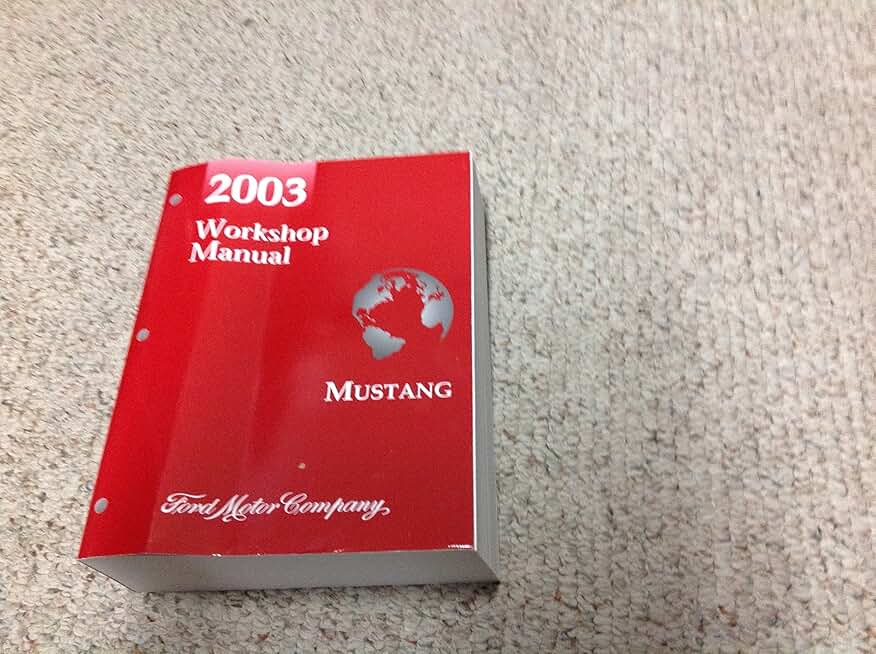 2003
Workshop
Manual
MUSTANG
Ford Motor Company